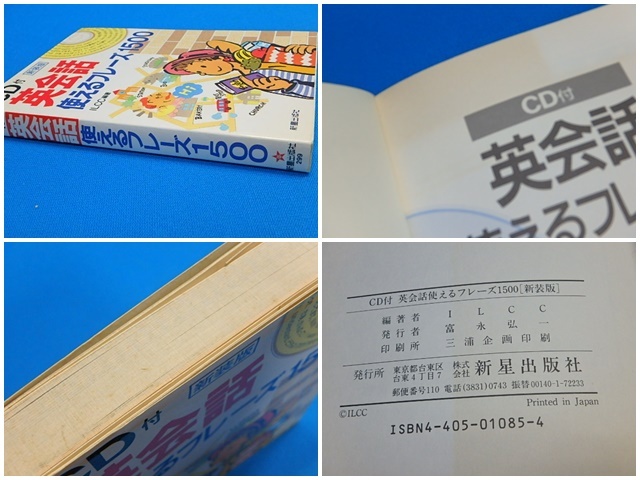 CD付
新装版
英会話
使えるフレーズ1500
ILCC
英会話 使えるフレーズ1500
CD付
英会話
使えるフレ
新装版
CD付
英会話
えるフレーズ15
CD付 英会話使えるフレーズ1500[新装版]
編著者 I L C C
発行者 富永弘一
印刷所 三浦企画印刷
発行所 東京都台東区台東4丁目7 株式会社 新星出版社
郵便番号110 電話(3831)0743 振替00140-1-72233
©ILCC
Printed in Japan
ISBN4-405-01085-4